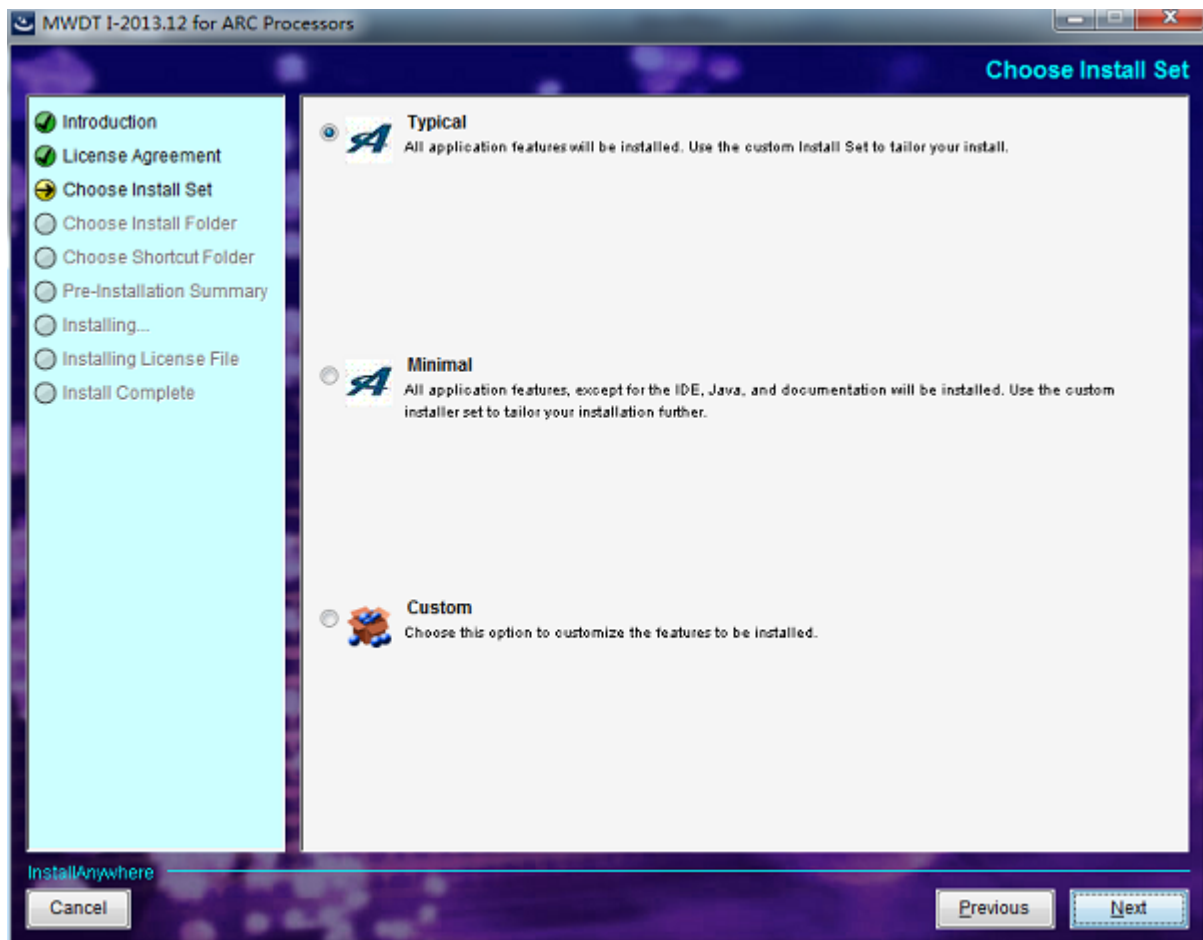 MWDT I-2013.12 for ARC Processors
Choose Install Set
Introduction
License Agreement
Choose Install Set
Choose Install Folder
Choose Shortcut Folder
Pre-Installation Summary
Installing...
Installing License File
Install Complete
Typical
All application features will be installed. Use the custom Install Set to tailor your install.
Minimal
All application features, except for the IDE, Java, and documentation will be installed. Use the custom
installer set to tailor your installation further.
Custom
Choose this option to customize the features to be installed.
InstallAnywhere
Cancel
Previous
Next